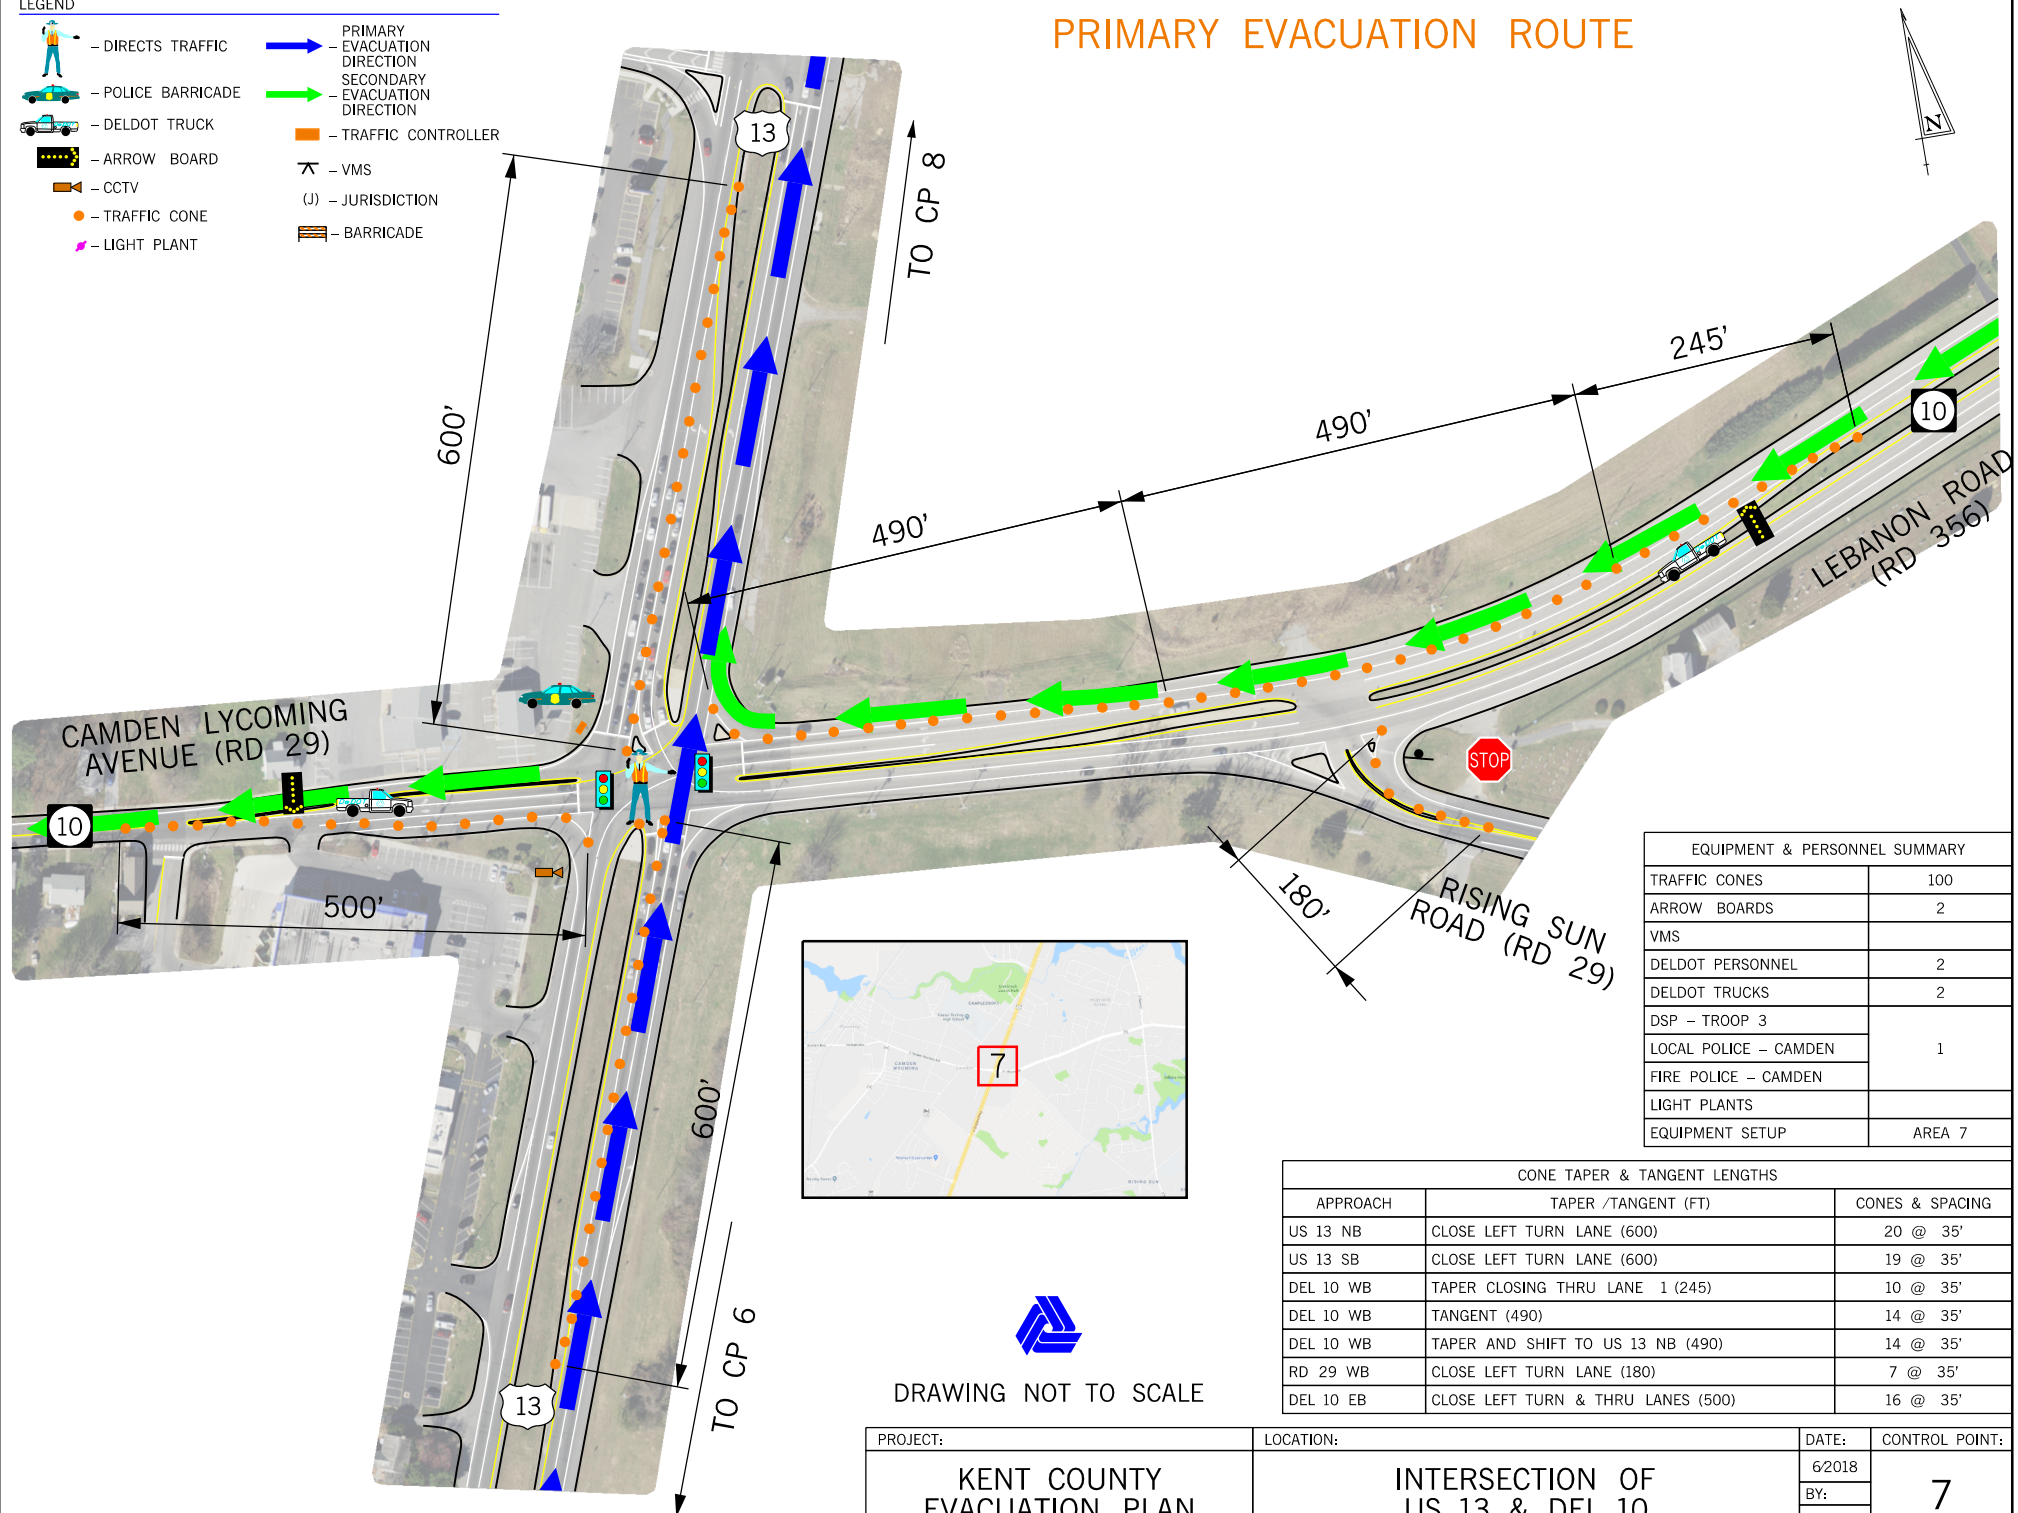 LEGEND
– DIRECTS TRAFFIC
– POLICE BARRICADE
– DELDOT TRUCK
– ARROW BOARD
– CCTV
– TRAFFIC CONE
– LIGHT PLANT
PRIMARY
– EVACUATION
DIRECTION
SECONDARY
– EVACUATION
DIRECTION
– TRAFFIC CONTROLLER
– VMS
(J) – JURISDICTION
– BARRICADE
PRIMARY EVACUATION ROUTE
N
13
TO CP 8
600'
245'
490'
490'
10
LEBANON ROAD
(RD 356)
CAMDEN LYCOMING
AVENUE (RD 29)
10
STOP
500'
180'
RISING SUN
ROAD (RD 29)
600'
7
TO CP 6
13
DRAWING NOT TO SCALE
EQUIPMENT & PERSONNEL SUMMARY
TRAFFIC CONES 100
ARROW BOARDS 2
VMS
DELDOT PERSONNEL 2
DELDOT TRUCKS 2
DSP – TROOP 3
LOCAL POLICE – CAMDEN 1
FIRE POLICE – CAMDEN
LIGHT PLANTS
EQUIPMENT SETUP AREA 7
CONE TAPER & TANGENT LENGTHS
APPROACH TAPER /TANGENT (FT) CONES & SPACING
US 13 NB CLOSE LEFT TURN LANE (600) 20 @ 35'
US 13 SB CLOSE LEFT TURN LANE (600) 19 @ 35'
DEL 10 WB TAPER CLOSING THRU LANE 1 (245) 10 @ 35'
DEL 10 WB TANGENT (490) 14 @ 35'
DEL 10 WB TAPER AND SHIFT TO US 13 NB (490) 14 @ 35'
RD 29 WB CLOSE LEFT TURN LANE (180) 7 @ 35'
DEL 10 EB CLOSE LEFT TURN & THRU LANES (500) 16 @ 35'
PROJECT:
KENT COUNTY
EVACUATION PLAN
LOCATION:
INTERSECTION OF
US 13 & DEL 10
DATE:
6/2018
BY:
CONTROL POINT:
7